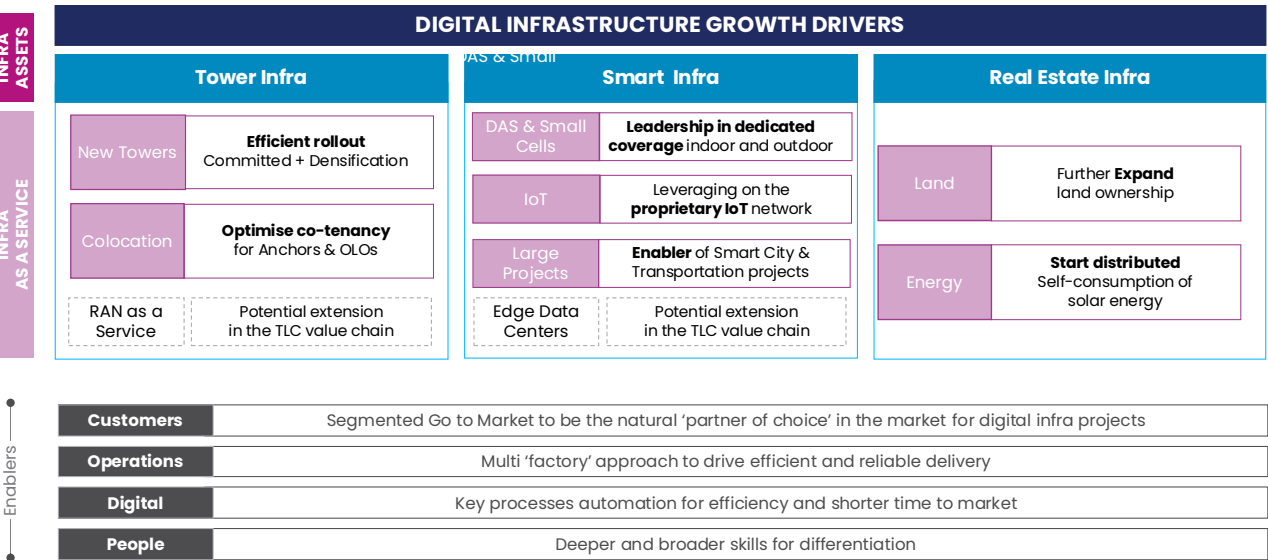 DIGITAL INFRASTRUCTURE GROWTH DRIVERS
INFRA
ASSETS
INFRA
AS A SERVICE
Tower Infra
New Towers
Efficient rollout
Committed + Densification
Colocation
Optimise co-tenancy
for Anchors & OLOs
RAN as a
Service
Potential extension
in the TLC value chain
DAS & Small
Smart Infra
DAS & Small
Cells
Leadership in dedicated
coverage indoor and outdoor
IoT
Leveraging on the
proprietary IoT network
Large
Projects
Enabler of Smart City &
Transportation projects
Edge Data
Centers
Potential extension
in the TLC value chain
Real Estate Infra
Land
Further Expand
land ownership
Energy
Start distributed
Self-consumption of
solar energy
Enablers
Customers
Segmented Go to Market to be the natural ‘partner of choice’ in the market for digital infra projects
Operations
Multi ‘factory’ approach to drive efficient and reliable delivery
Digital
Key processes automation for efficiency and shorter time to market
People
Deeper and broader skills for differentiation